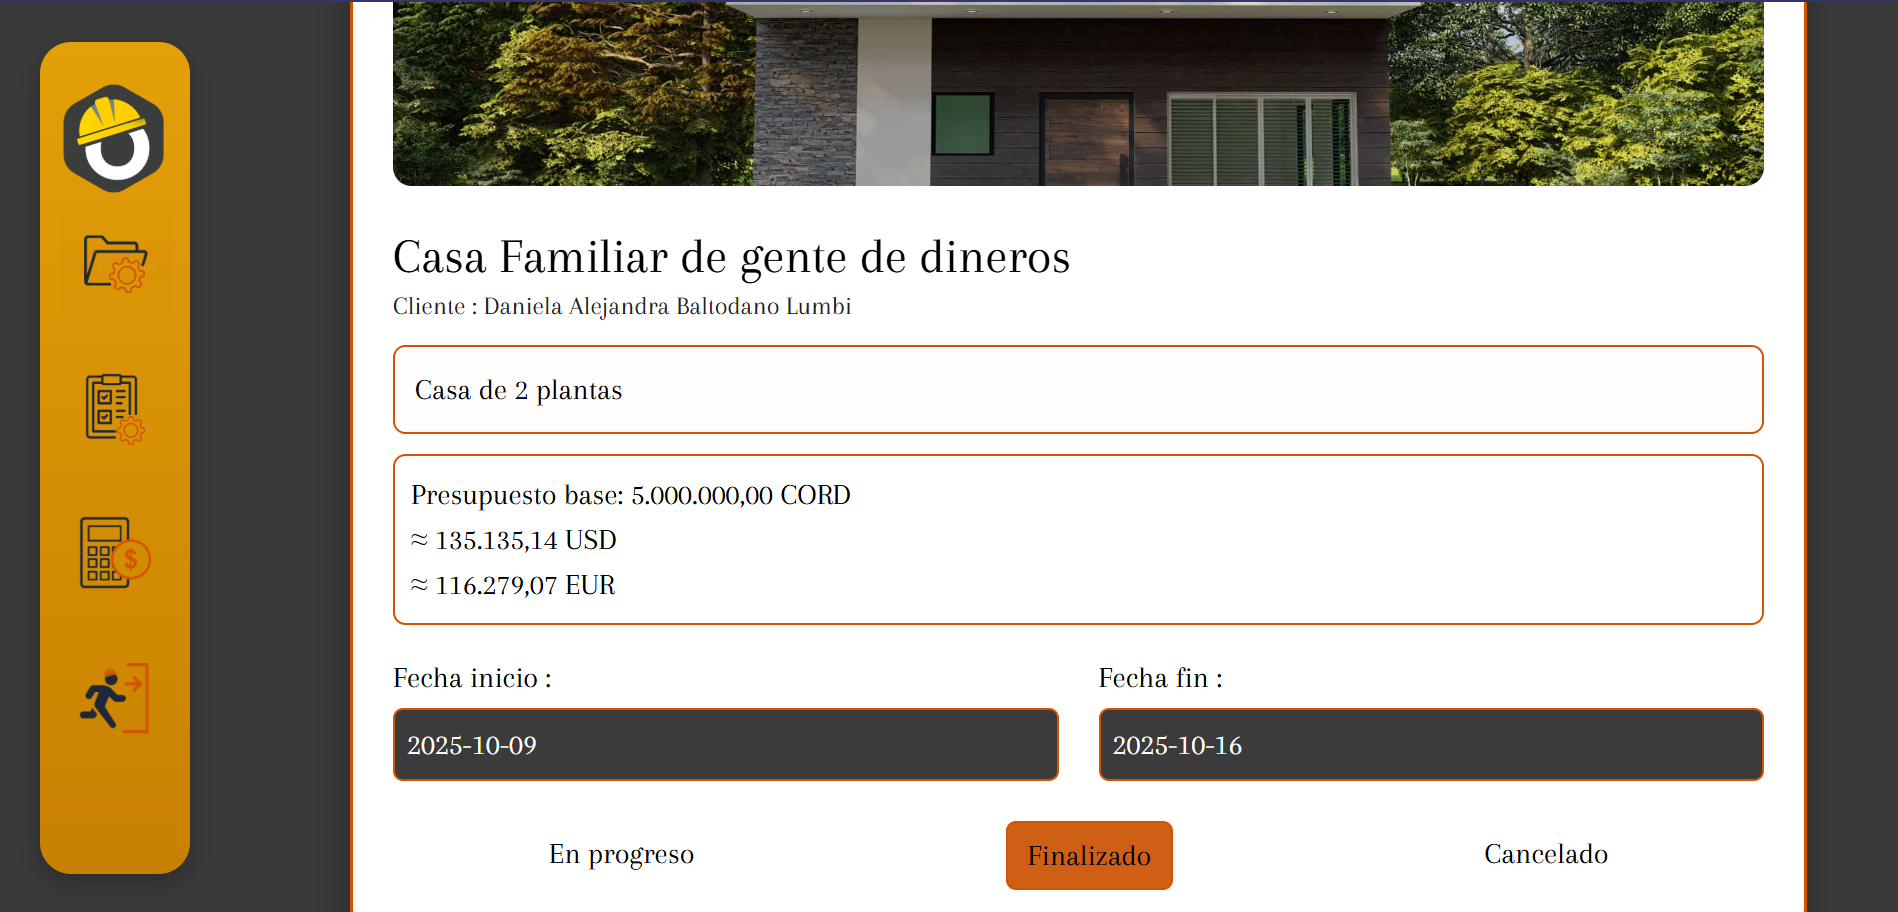 Casa Familiar de gente de dineros
Cliente : Daniela Alejandra Baltodano Lumbi
Casa de 2 plantas
Presupuesto base: 5.000.000,00 CORD
≈ 135.135,14 USD
≈ 116.279,07 EUR
Fecha inicio :
Fecha fin :
2025-10-09
2025-10-16
En progreso
Finalizado
Cancelado
$